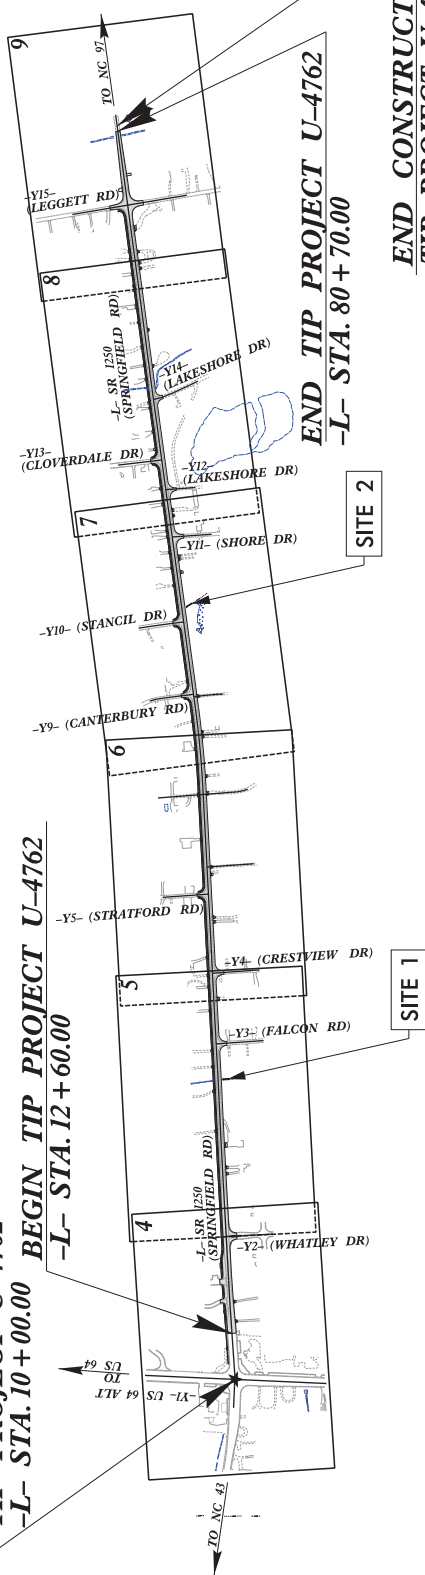 9
TO NC 97
–Y15–
(LEGGETT RD)
8
–L– SR 1250
(SPRINGFIELD RD)
–Y14–
(LAKESHORE DR)
END TIP PROJECT U–4762
–L– STA. 80+70.00
END CONSTRUCT
–Y13–
(CLOVERDALE DR)
–Y12–
(LAKESHORE DR)
7
–Y11– (SHORE DR)
SITE 2
–Y10– (STANCIL DR)
–Y9– (CANTERBURY RD)
6
–Y5– (STRATFORD RD)
–Y4– (CRESTVIEW DR)
5
–Y3– (FALCON RD)
SITE 1
BEGIN TIP PROJECT U–4762
–L– STA. 12+60.00
–L– SR 1250
(SPRINGFIELD RD)
4
–Y2– (WHATLEY DR)
–L– STA. 10+00.00
TO
US 64
–Y1– US 64 ALT
TO NC 43